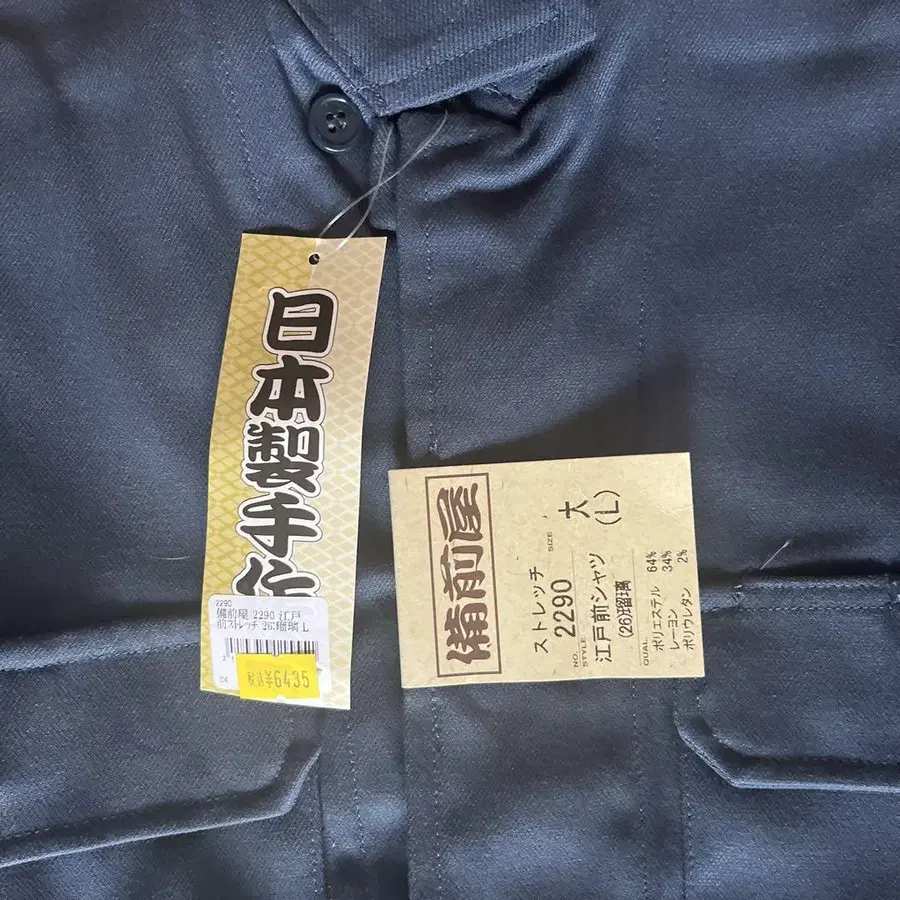 日本製手
2290
備前屋 2290 江戸
前ストレッチ 26瑠璃 L
04
税込¥6435
備前屋
ストレッチ
NO. 2290
STYLE 江戸前シャツ
(26)瑠璃
SIZE 大
(L)
QUAL. ポリエステル 64%
レーヨン 34%
ポリウレタン 2%